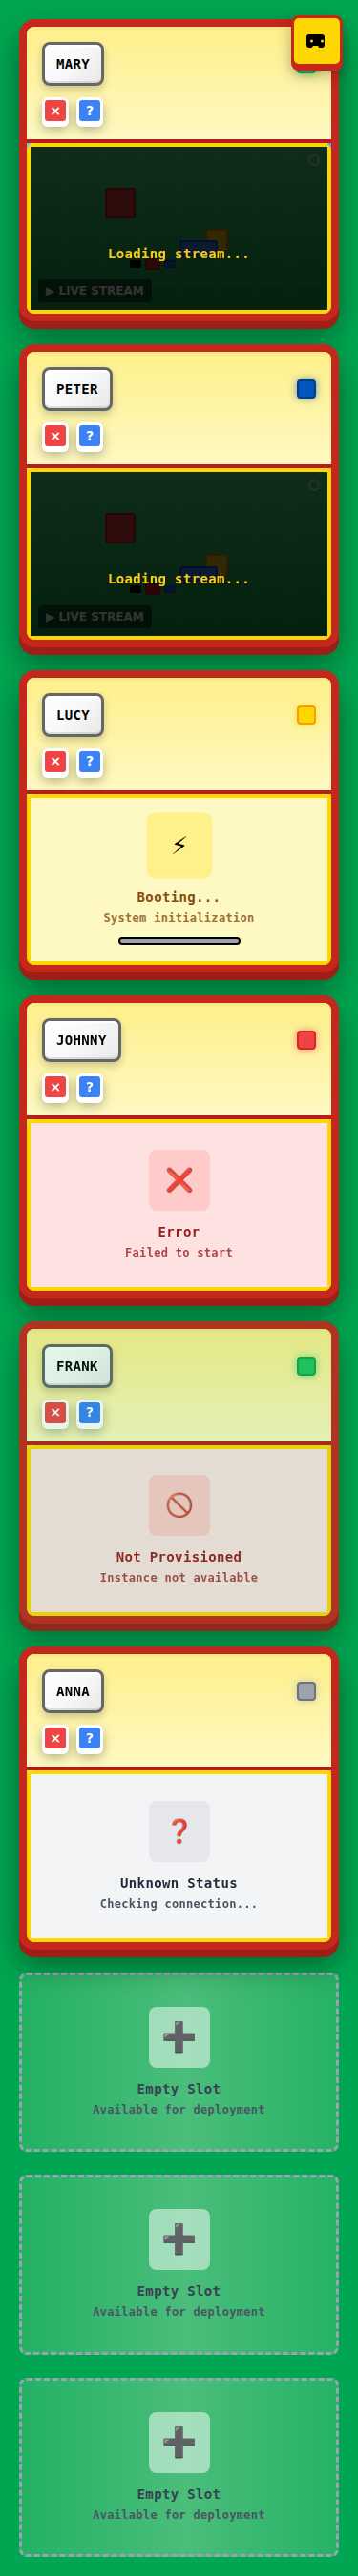 MARY
× ?
Loading stream...
▶ LIVE STREAM
PETER
× ?
Loading stream...
▶ LIVE STREAM
LUCY
× ?
Booting...
System initialization
JOHNNY
× ?
Error
Failed to start
FRANK
× ?
Not Provisioned
Instance not available
ANNA
× ?
Unknown Status
Checking connection...
Empty Slot
Available for deployment
Empty Slot
Available for deployment
Empty Slot
Available for deployment